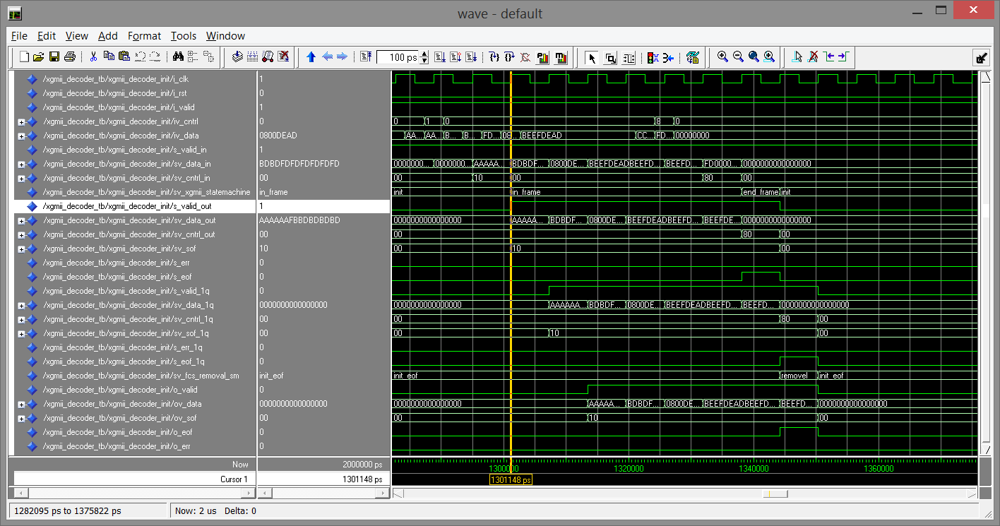 wave - default
File Edit View Add Format Tools Window
100 ps
/xgmii_decoder_tb/xgmii_decoder_init/i_clk 1
/xgmii_decoder_tb/xgmii_decoder_init/i_rst 0
/xgmii_decoder_tb/xgmii_decoder_init/i_valid 1
/xgmii_decoder_tb/xgmii_decoder_init/iv_cntrl 0 0 1 0 8 0
/xgmii_decoder_tb/xgmii_decoder_init/iv_data 0800DEAD AA... AA... B... B... FD... 08... BEEFDEAD CC... FD... 00000000
/xgmii_decoder_tb/xgmii_decoder_init/s_valid_in 1
/xgmii_decoder_tb/xgmii_decoder_init/sv_data_in BDBDFDFDFDFDFDFD 0000000... 0000000... AAAAA... BDBDF... 0800DE... BEEFDEADBEEFD... BEEFD... FD0000... 0000000000000000
/xgmii_decoder_tb/xgmii_decoder_init/sv_cntrl_in 00 00 10 00 80 00
/xgmii_decoder_tb/xgmii_decoder_init/sv_xgmii_statemachine in_frame init in_frame end_frame init
/xgmii_decoder_tb/xgmii_decoder_init/s_valid_out 1
/xgmii_decoder_tb/xgmii_decoder_init/sv_data_out AAAAAAFBBDBDBDBD 0000000000000000 AAAAA... BDBDF... 0800DE... BEEFDEADBEEFD... BEEFDE... 0000000000000000
/xgmii_decoder_tb/xgmii_decoder_init/sv_cntrl_out 00 00 80 00
/xgmii_decoder_tb/xgmii_decoder_init/sv_sof 10 00 10 00
/xgmii_decoder_tb/xgmii_decoder_init/s_err 0
/xgmii_decoder_tb/xgmii_decoder_init/s_eof 0
/xgmii_decoder_tb/xgmii_decoder_init/s_valid_1q 0
/xgmii_decoder_tb/xgmii_decoder_init/sv_data_1q 0000000000000000 0000000000000000 AAAAAA... BDBDF... 0800DE... BEEFDEADBEEFD... BEEFD... 0000000000000000
/xgmii_decoder_tb/xgmii_decoder_init/sv_cntrl_1q 00 00 80 00
/xgmii_decoder_tb/xgmii_decoder_init/sv_sof_1q 00 00 10 00
/xgmii_decoder_tb/xgmii_decoder_init/s_err_1q 0
/xgmii_decoder_tb/xgmii_decoder_init/s_eof_1q 0
/xgmii_decoder_tb/xgmii_decoder_init/sv_fcs_removal_sm init_eof init_eof removel init_eof
/xgmii_decoder_tb/xgmii_decoder_init/o_valid 0
/xgmii_decoder_tb/xgmii_decoder_init/ov_data 0000000000000000 0000000000000000 AAAAA... BDBDF... 0800DE... BEEFDEADBEEFD... BEEFD... 0000000000000000
/xgmii_decoder_tb/xgmii_decoder_init/ov_sof 00 00 10 00
/xgmii_decoder_tb/xgmii_decoder_init/o_eof 0
/xgmii_decoder_tb/xgmii_decoder_init/o_err 0
Now 2000000 ps 1300000 1320000 1340000 1360000
Cursor 1 1301148 ps 1301148 ps
1282095 ps to 1375822 ps Now: 2 us Delta: 0